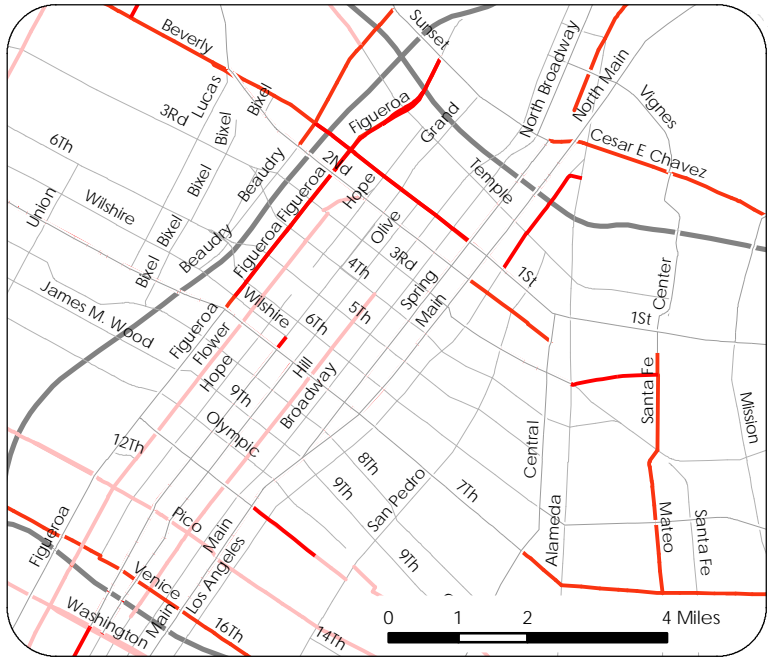 Sunset
Beverly
North Broadway
North Main
Lucas
Bixel
Vignes
Figueroa
3Rd
Grand
Bixel
6Th
Cesar E Chavez
2Nd
Temple
Beaudry
Bixel
Hope
Figueroa
Union
Wilshire
Olive
Bixel
Beaudry
Figueroa
3Rd
4Th
1St
Center
Bixel
Spring
Main
James M. Wood
Wilshire
5Th
6Th
1St
Figueroa
Flower
Hope
Hill
Santa Fe
9Th
Broadway
Mission
Olympic
12Th
Central
8Th
9Th
7Th
San Pedro
Pico
Main
Alameda
Mateo
Santa Fe
Figueroa
9Th
Los Angeles
Venice
Washington
Main
16Th
14Th
0 1 2 4 Miles